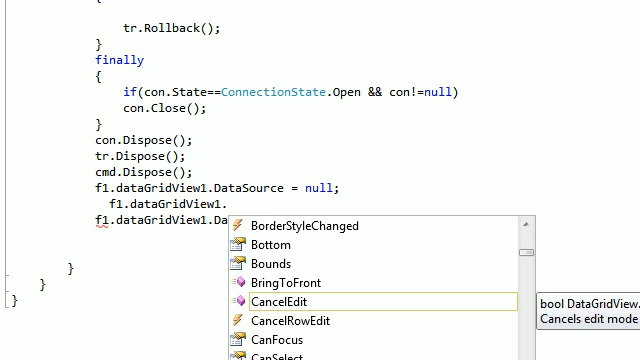 {
tr.Rollback();
}
finally
{
if(con.State==ConnectionState.Open && con!=null)
con.Close();
}
con.Dispose();
tr.Dispose();
cmd.Dispose();
f1.dataGridView1.DataSource = null;
f1.dataGridView1.
f1.dataGridView1.Da
BorderStyleChanged
Bottom
Bounds
BringToFront
CancelEdit
CancelRowEdit
CanFocus
CanSelect
bool DataGridView.
Cancels edit mode
}
}
}